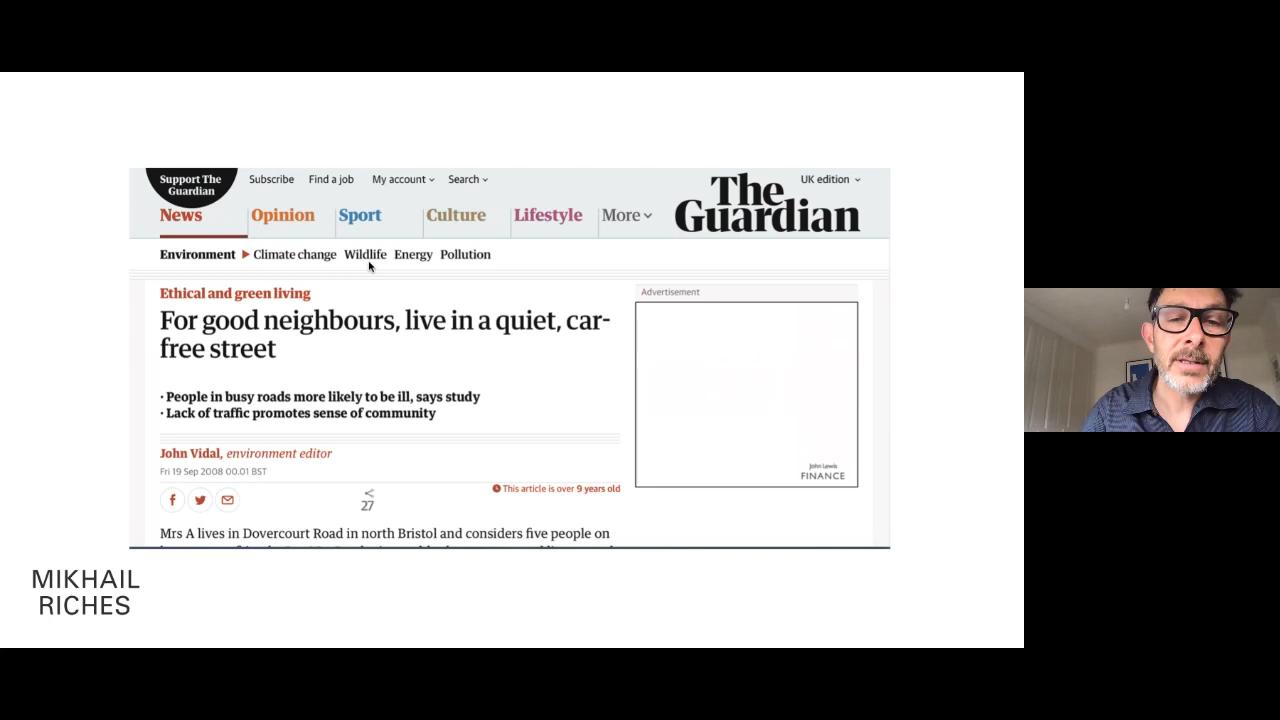 Support The
Guardian
Subscribe Find a job My account Search
UK edition
The
Guardian
News Opinion Sport Culture Lifestyle More
Environment Climate change Wildlife Energy Pollution
Ethical and green living
Advertisement
For good neighbours, live in a quiet, car-
free street
· People in busy roads more likely to be ill, says study
· Lack of traffic promotes sense of community
John Vidal, environment editor
Fri 19 Sep 2008 00.01 BST
John Lewis
FINANCE
This article is over 9 years old
27
Mrs A lives in Dovercourt Road in north Bristol and considers five people on
MIKHAIL
RICHES